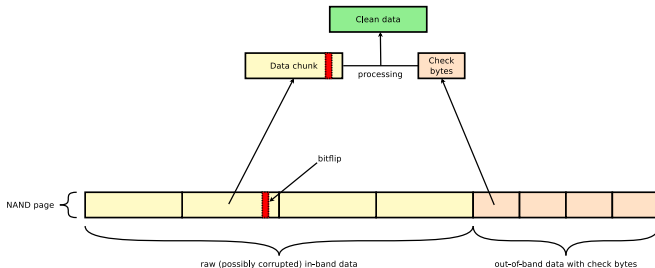 Clean data
Data chunk
Check
bytes
processing
bitflip
NAND page
raw (possibly corrupted) in-band data
out-of-band data with check bytes